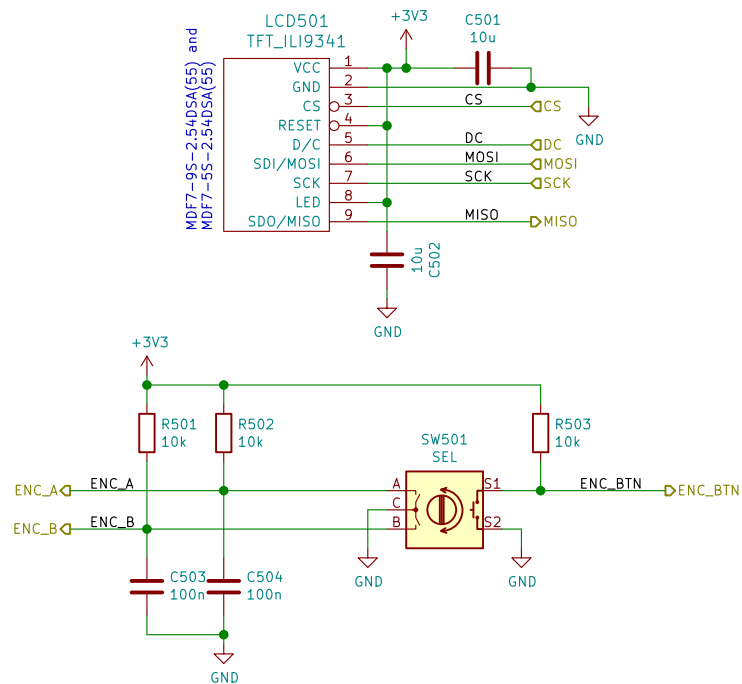 LCD501
TFT_ILI9341
MDF7-9S-2.54DSA(55) and
MDF7-5S-2.54DSA(55)
+3V3
C501
10u
VCC 1
GND 2
CS 3 CS CS
RESET 4
D/C 5 DC DC
SDI/MOSI 6 MOSI MOSI
SCK 7 SCK SCK
LED 8
SDO/MISO 9 MISO MISO
GND
10u
C502
GND
+3V3
R501
10k
R502
10k
R503
10k
SW501
SEL
ENC_A ENC_A A S1 ENC_BTN ENC_BTN
C
ENC_B ENC_B B S2
GND
GND
C503
100n
C504
100n
GND